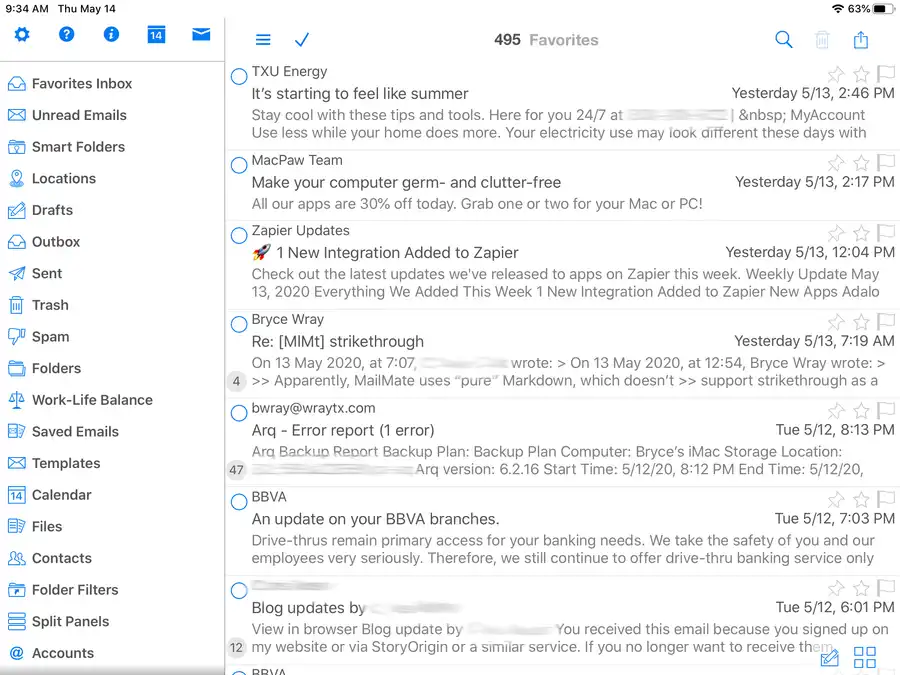 9:34 AM Thu May 14
63%
14
495 Favorites
Favorites Inbox
Unread Emails
Smart Folders
Locations
Drafts
Outbox
Sent
Trash
Spam
Folders
Work-Life Balance
Saved Emails
Templates
14 Calendar
Files
Contacts
Folder Filters
Split Panels
@ Accounts
TXU Energy
It's starting to feel like summer Yesterday 5/13, 2:46 PM
Stay cool with these tips and tools. Here for you 24/7 at | &nbsp; MyAccount
Use less while your home does more. Your electricity use may look different these days with
MacPaw Team
Make your computer germ- and clutter-free Yesterday 5/13, 2:17 PM
All our apps are 30% off today. Grab one or two for your Mac or PC!
Zapier Updates
🚀 1 New Integration Added to Zapier Yesterday 5/13, 12:04 PM
Check out the latest updates we've released to apps on Zapier this week. Weekly Update May
13, 2020 Everything We Added This Week 1 New Integration Added to Zapier New Apps Adalo
Bryce Wray
Re: [MlMt] strikethrough Yesterday 5/13, 7:19 AM
On 13 May 2020, at 7:07, wrote: > On 13 May 2020, at 12:54, Bryce Wray wrote: >
4 >> Apparently, MailMate uses “pure” Markdown, which doesn’t >> support strikethrough as a
bwray@wraytx.com
Arq - Error report (1 error) Tue 5/12, 8:13 PM
Arq Backup Report Backup Plan: Backup Plan Computer: Bryce’s iMac Storage Location:
47 Arq version: 6.2.16 Start Time: 5/12/20, 8:12 PM End Time: 5/12/20,
BBVA
An update on your BBVA branches. Tue 5/12, 7:03 PM
Drive-thrus remain primary access for your banking needs. We take the safety of you and our
employees very seriously. Therefore, we still continue to offer drive-thru banking service only
Blog updates by Tue 5/12, 6:01 PM
View in browser Blog update by You received this email because you signed up on
12 my website or via StoryOrigin or a similar service. If you no longer want to receive them
BBVA